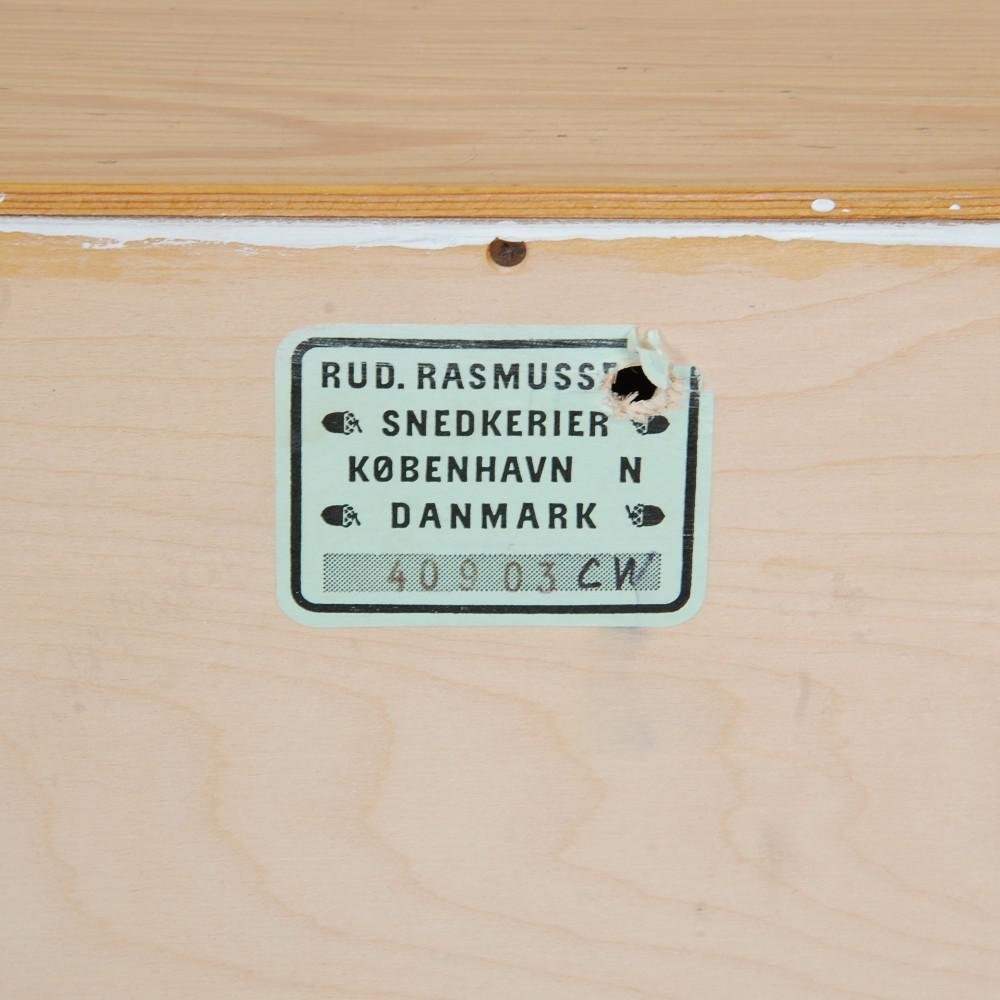 RUD. RASMUSSE
SNEDKERIER
KØBENHAVN N
DANMARK
40903 CW